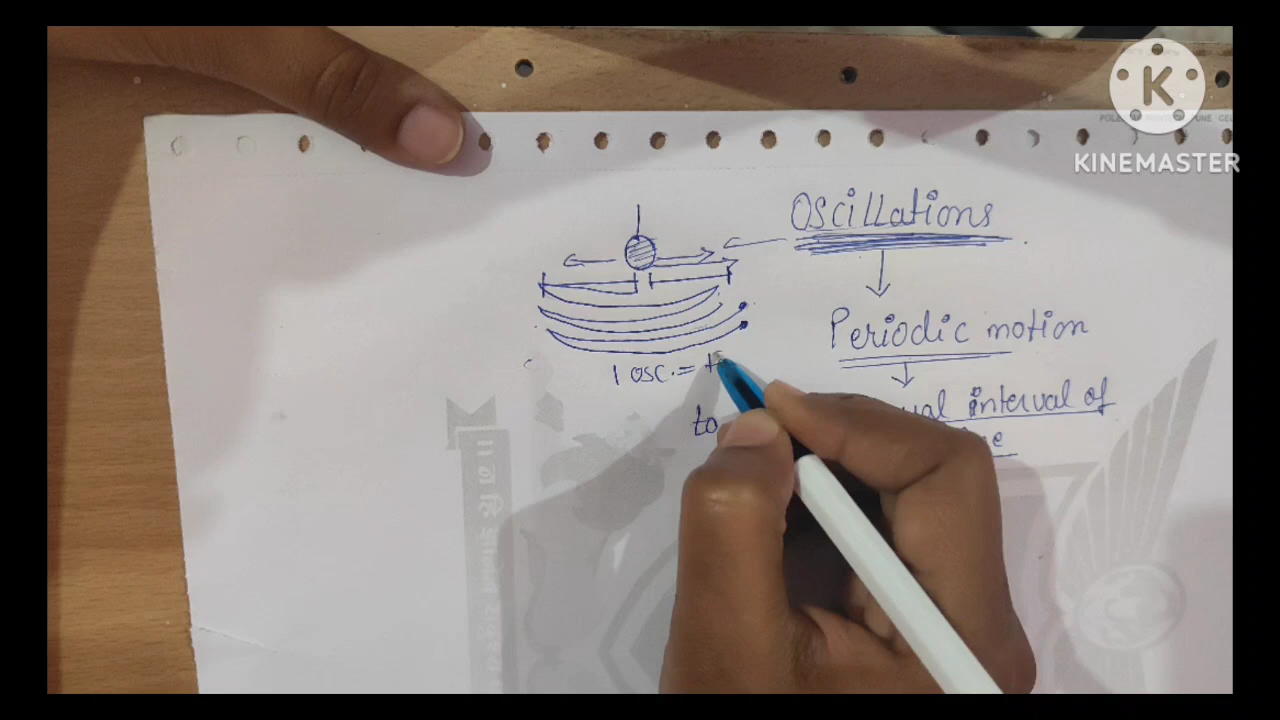 Oscillations
Periodic motion
interval of
1 osc. =
to
KINEMASTER
K